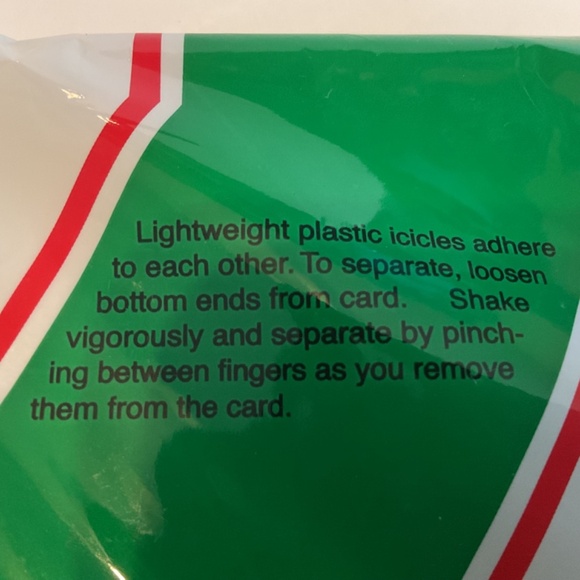 Lightweight plastic icicles adhere
to each other. To separate, loosen
bottom ends from card. Shake
vigorously and separate by pinch-
ing between fingers as you remove
them from the card.